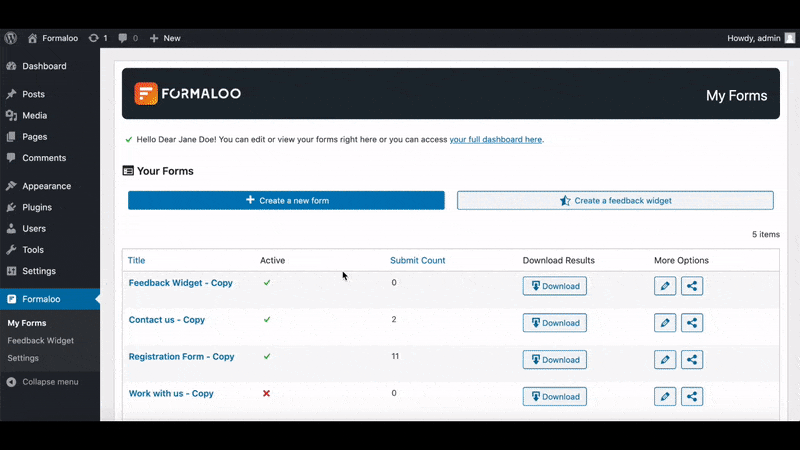 Formaloo 1 0 New Howdy, admin
Dashboard
Posts
Media
Pages
Comments
Appearance
Plugins
Users
Tools
Settings
Formaloo
My Forms
Feedback Widget
Settings
Collapse menu
FORMALOO My Forms
Hello Dear Jane Doe! You can edit or view your forms right here or you can access your full dashboard here.
Your Forms
Create a new form Create a feedback widget
5 items
Title Active Submit Count Download Results More Options
Feedback Widget - Copy 0 Download
Contact us - Copy 2 Download
Registration Form - Copy 11 Download
Work with us - Copy 0 Download